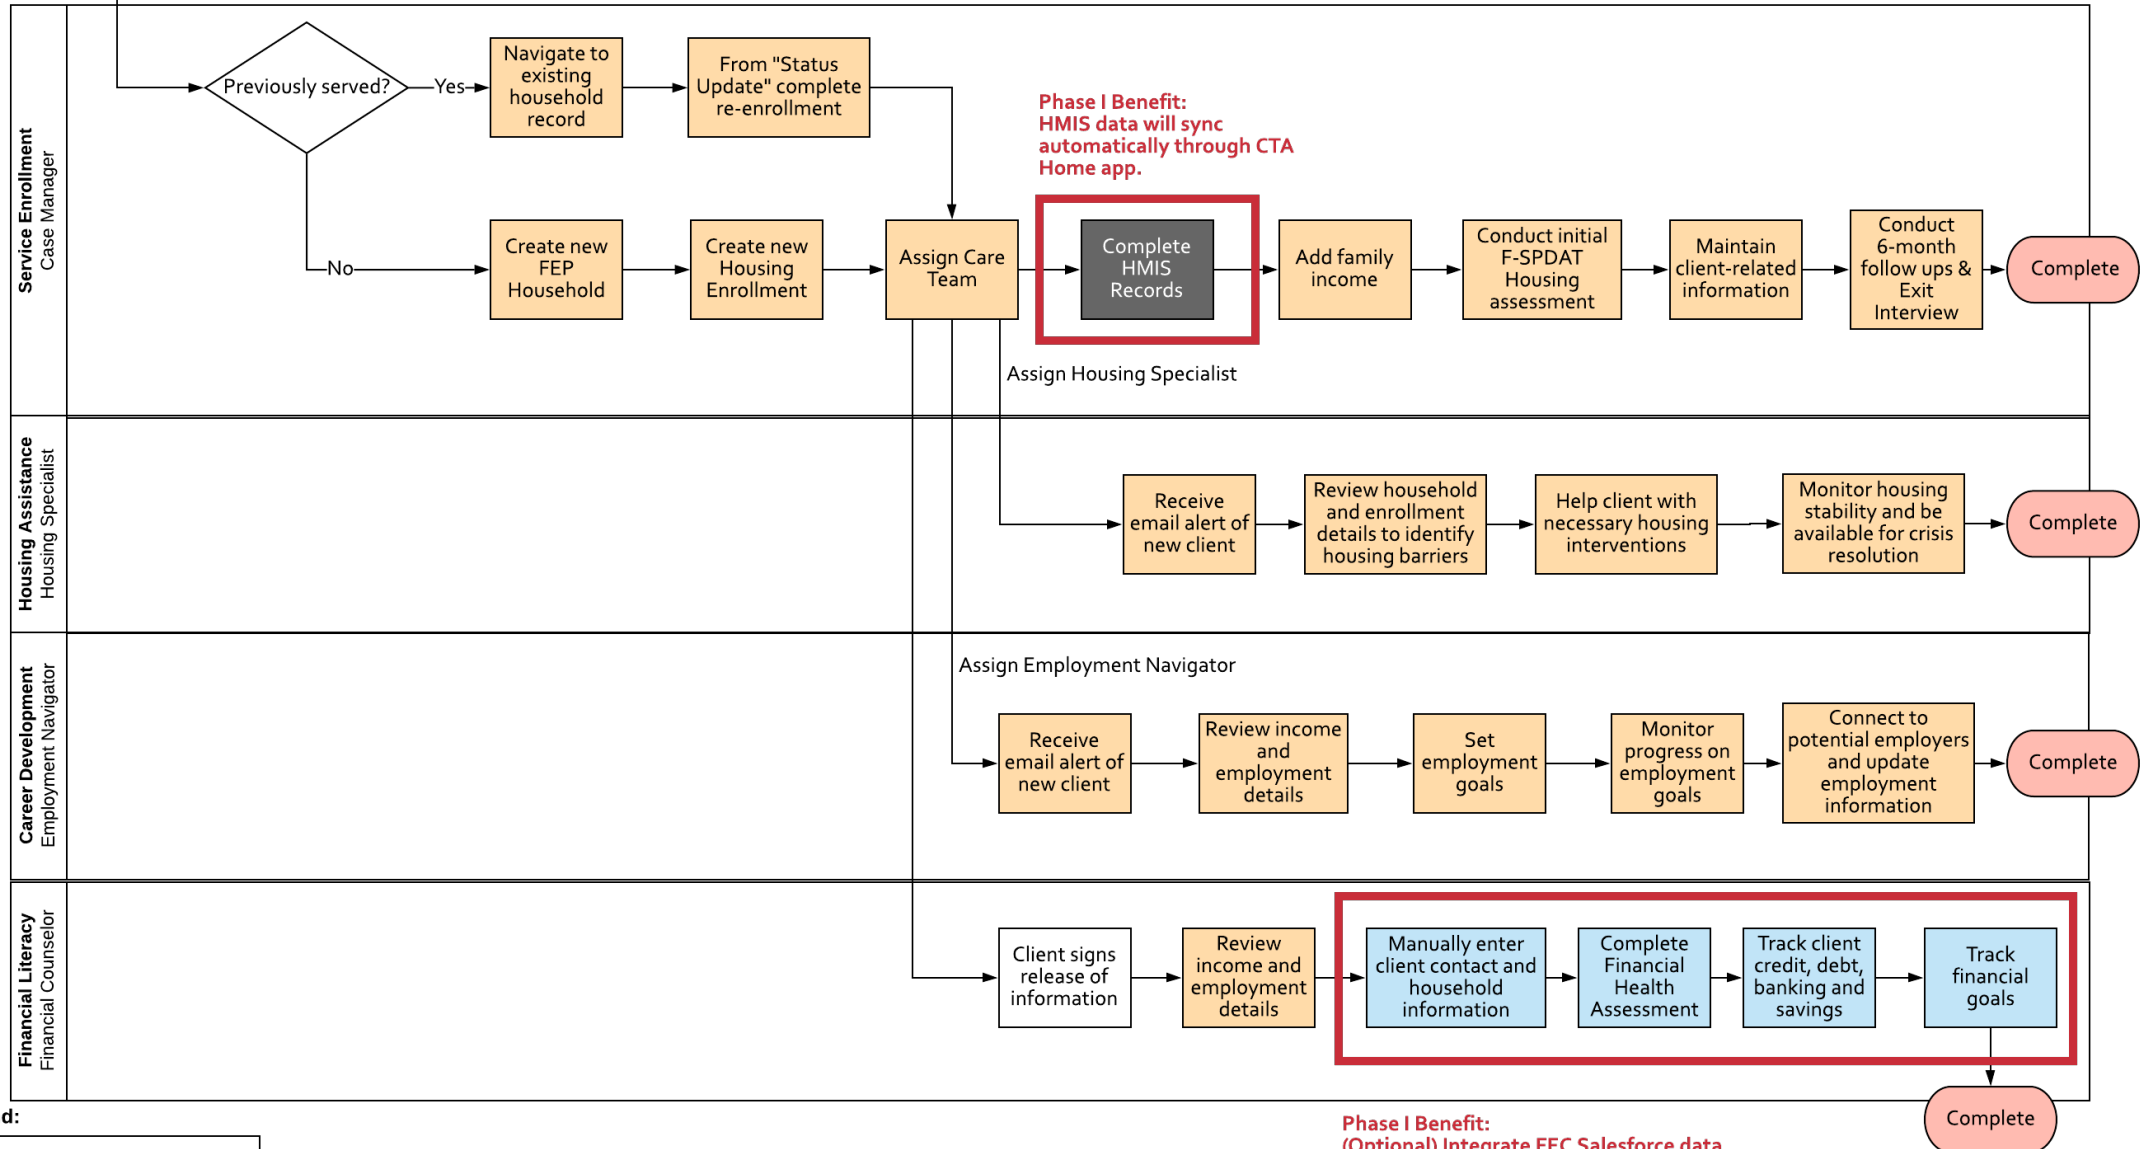 Service Enrollment
Case Manager
Previously served?
Yes
No
Navigate to
existing
household
record
From "Status
Update" complete
re-enrollment
Create new
FEP
Household
Create new
Housing
Enrollment
Assign Care
Team
Phase I Benefit:
HMIS data will sync
automatically through CTA
Home app.
Complete
HMIS
Records
Add family
income
Conduct initial
F-SPDAT
Housing
assessment
Maintain
client-related
information
Conduct
6-month
follow ups &
Exit
Interview
Complete
Assign Housing Specialist
Housing Assistance
Housing Specialist
Receive
email alert of
new client
Review household
and enrollment
details to identify
housing barriers
Help client with
necessary housing
interventions
Monitor housing
stability and be
available for crisis
resolution
Complete
Career Development
Employment Navigator
Assign Employment Navigator
Receive
email alert of
new client
Review income
and
employment
details
Set
employment
goals
Monitor
progress on
employment
goals
Connect to
potential employers
and update
employment
information
Complete
Financial Literacy
Financial Counselor
Client signs
release of
information
Review
income and
employment
details
Manually enter
client contact and
household
information
Complete
Financial
Health
Assessment
Track client
credit, debt,
banking and
savings
Track
financial
goals
Complete
d:
Phase I Benefit:
(Optional) Integrate FEC Salesforce data